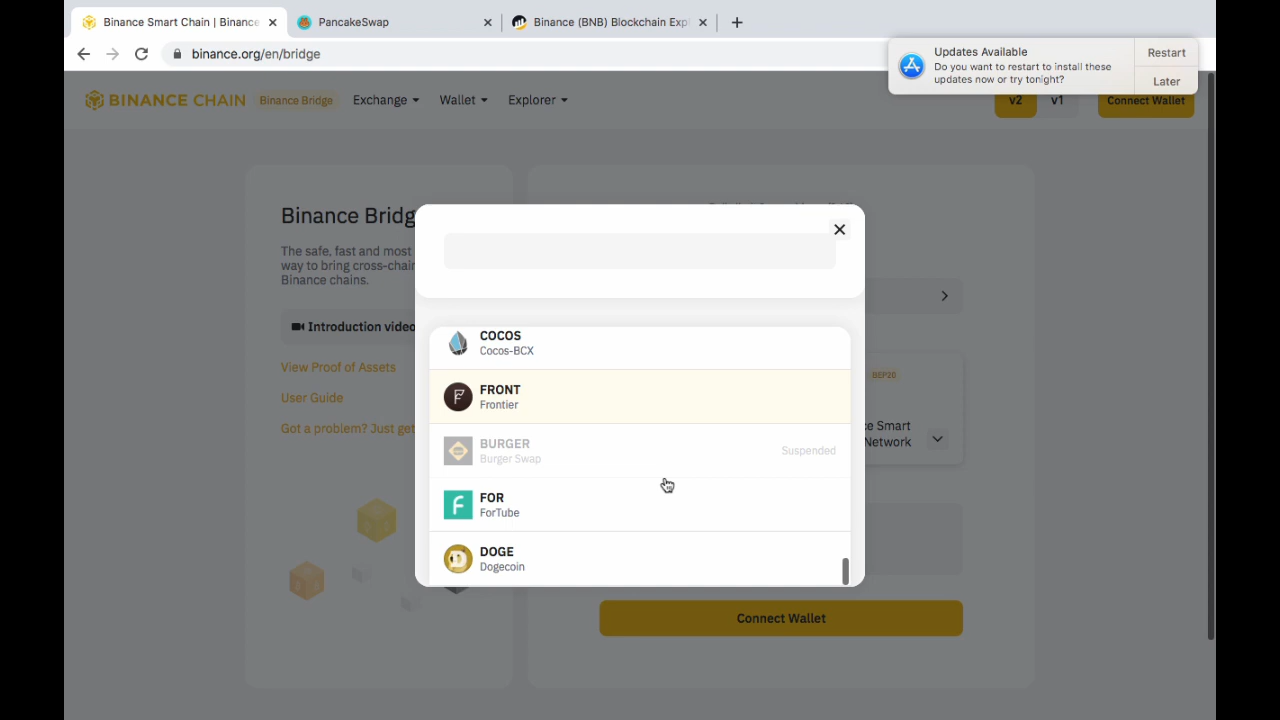 Binance Smart Chain | Binance
PancakeSwap
Binance (BNB) Blockchain Expl
binance.org/en/bridge
Updates Available
Do you want to restart to install these
updates now or try tonight?
Restart
Later
BINANCE CHAIN
Binance Bridge
Exchange
Wallet
Explorer
v2
v1
Connect Wallet
Binance Bridg
The safe, fast and most
way to bring cross-chain
Binance chains.
Introduction video
View Proof of Assets
User Guide
Got a problem? Just get
COCOS
Cocos-BCX
FRONT
Frontier
BURGER
Burger Swap
Suspended
FOR
ForTube
DOGE
Dogecoin
BEP20
ce Smart
Network
Connect Wallet